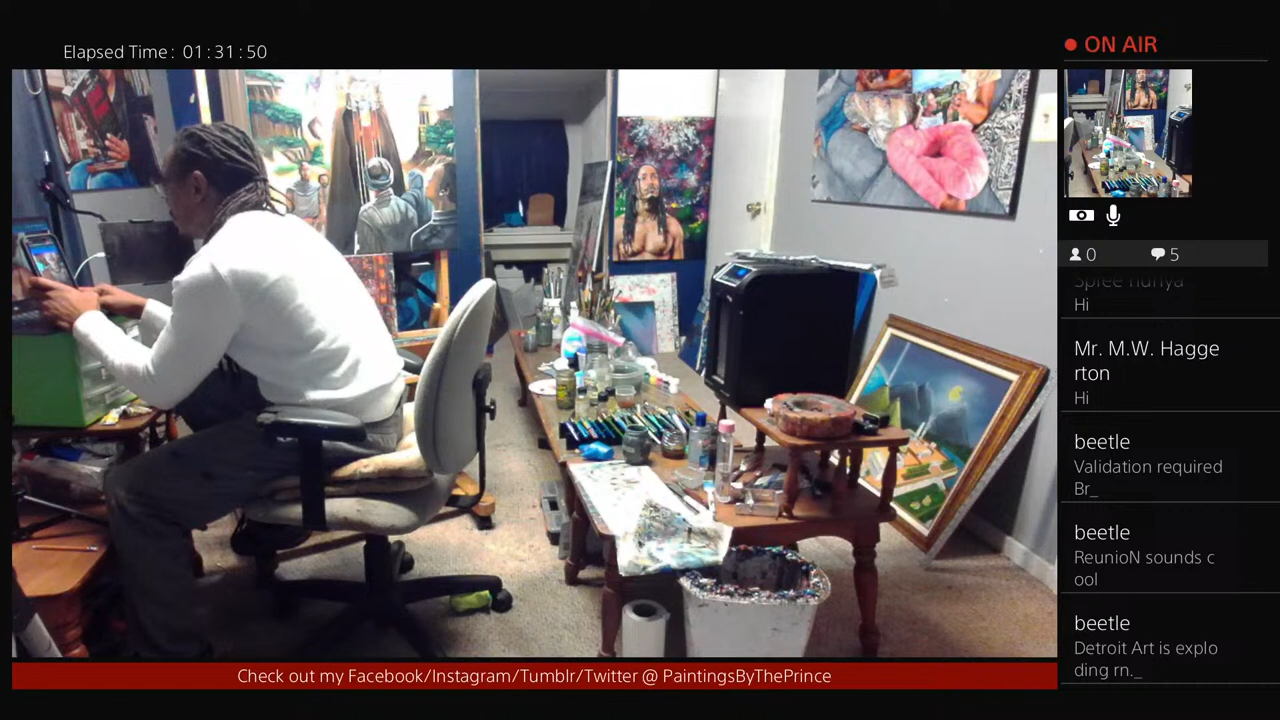 Elapsed Time: 01:31:50
ON AIR
0
5
Hi
Mr. M.W. Hagge
rton
Hi
beetle
Validation required
Br_
beetle
ReunioN sounds c
ool
beetle
Detroit Art is explo
ding rn._
Check out my Facebook/Instagram/Tumblr/Twitter @ PaintingsByThePrince